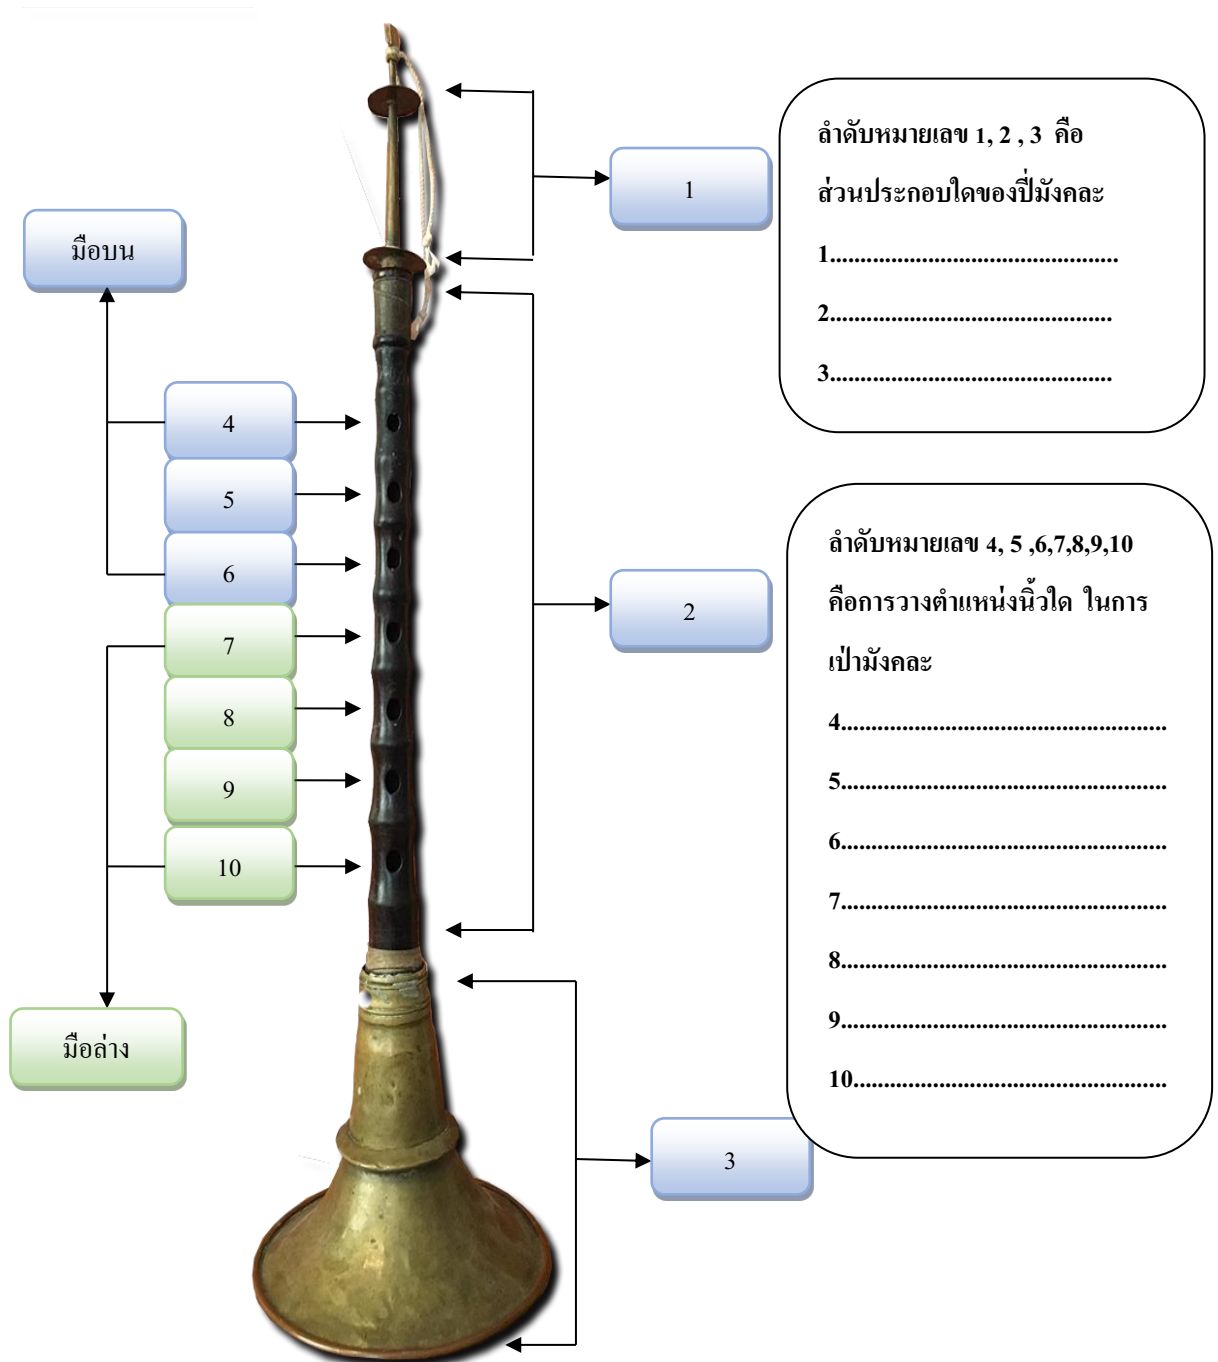 1
มือบน
4
5
6
7
8
9
10
มือล่าง
2
3
ลำดับหมายเลข 1, 2 , 3 คือ
ส่วนประกอบใดของปี่มังคละ
1................................................
2...............................................
3...............................................
ลำดับหมายเลข 4, 5 ,6,7,8,9,10
คือการวางตำแหน่งนิ้วใด ในการ
เป่ามังคละ
4......................................................
5......................................................
6......................................................
7......................................................
8......................................................
9......................................................
10....................................................